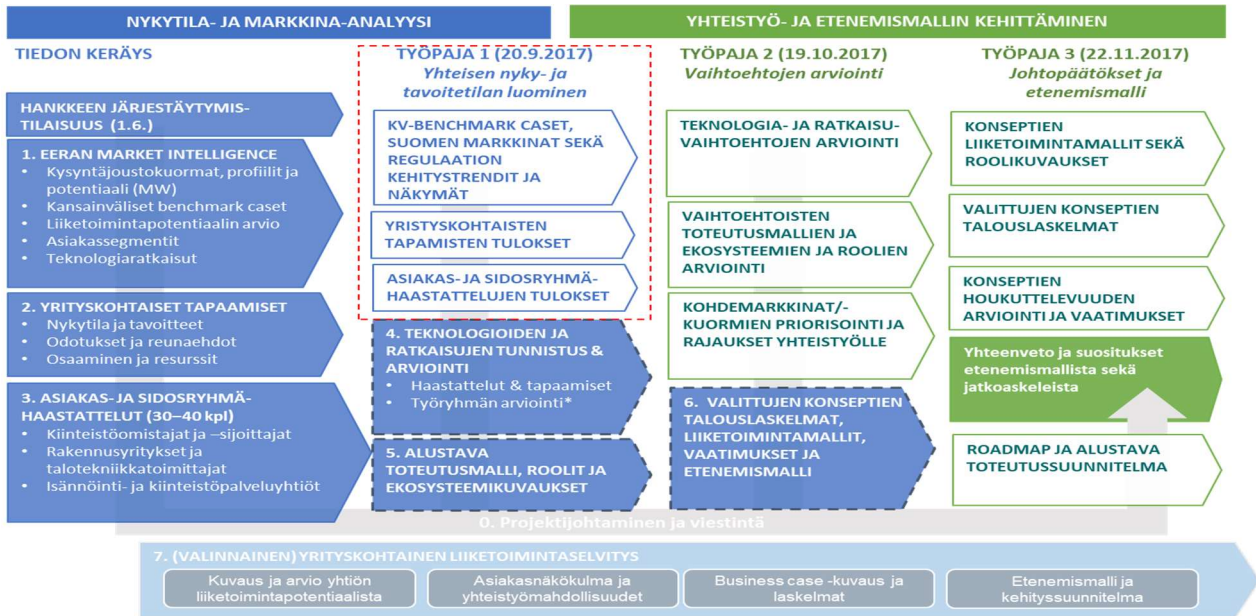 NYKYTILA- JA MARKKINA-ANALYYSI
YHTEISTYÖ- JA ETENEMISMALLIN KEHITTÄMINEN
TIEDON KERÄYS
HANKKEEN JÄRJESTÄYTYMIS-
TILAISUUS (1.6.)
1. EERAN MARKET INTELLIGENCE
• Kysyntäjoustokuormat, profiilit ja
potentiaali (MW)
• Kansainväliset benchmark caset
• Liiketoimintapotentiaalin arvio
• Asiakassegmentit
• Teknologiaratkaisut
2. YRITYSKOHTAISET TAPAAMISET
• Nykytila ja tavoitteet
• Odotukset ja reunaehdot
• Osaaminen ja resurssit
3. ASIAKAS- JA SIDOSRYHMÄ-
HAASTATTELUT (30–40 kpl)
• Kiinteistöomistajat ja –sijoittajat
• Rakennusyritykset ja
talotekniikkatoimittajat
• Isännöinti- ja kiinteistöpalveluyhtiöt
TYÖPAJA 1 (20.9.2017)
Yhteisen nyky- ja
tavoitetilan luominen
KV-BENCHMARK CASET,
SUOMEN MARKKINAT SEKÄ
REGULAATION
KEHITYSTRENDIT JA
NÄKYMÄT
YRISTYSKOHTAISTEN
TAPAMISTEN TULOKSET
ASIAKAS- JA SIDOSRYHMÄ-
HAASTATTELUJEN TULOKSET
4. TEKNOLOGIOIDEN JA
RATKAISUJEN TUNNISTUS &
ARVIOINTI
• Haastattelut & tapaamiset
• Työryhmän arviointi*
5. ALUSTAVA
TOTEUTUSMALLI, ROOLIT JA
EKOSYSTEEMIKUVAUKSET
TYÖPAJA 2 (19.10.2017)
Vaihtoehtojen arviointi
TEKNOLOGIA- JA RATKAISU-
VAIHTOEHTOJEN ARVIOINTI
VAIHTOEHTOISTEN
TOTEUTUSMALLIEN JA
EKOSYSTEEMIEN JA ROOLIEN
ARVIOINTI
KOHDEMARKKINAT/-
KUORMIEN PRIORISOINTI JA
RAJAUKSET YHTEISTYÖLLE
6. VALITTUJEN KONSEPTIEN
TALOUSLASKELMAT,
LIIKETOIMINTAMALLIT,
VAATIMUKSET JA
ETENEMISMALLI
TYÖPAJA 3 (22.11.2017)
Johtopäätökset ja
etenemismalli
KONSEPTIEN
LIIKETOIMINTAMALLIT SEKÄ
ROOLIKUVAUKSET
VALITTUJEN KONSEPTIEN
TALOUSLASKELMAT
KONSEPTIEN
HOUKUTTELEVUUDEN
ARVIOINTI JA VAATIMUKSET
Yhteenveto ja suositukset
etenemismallista sekä
jatkoaskeleista
ROADMAP JA ALUSTAVA
TOTEUTUSSUUNNITELMA
0. Projektijohtaminen ja viestintä
7. (VALINNAINEN) YRITYSKOHTAINEN LIIKETOIMINTASELVITYS
Kuvaus ja arvio yhtiön
liiketoimintapotentiaalista
Asiakasnäkökulma ja
yhteistyömahdollisuudet
Business case -kuvaus ja
laskelmat
Etenemismalli ja
kehityssuunnitelma